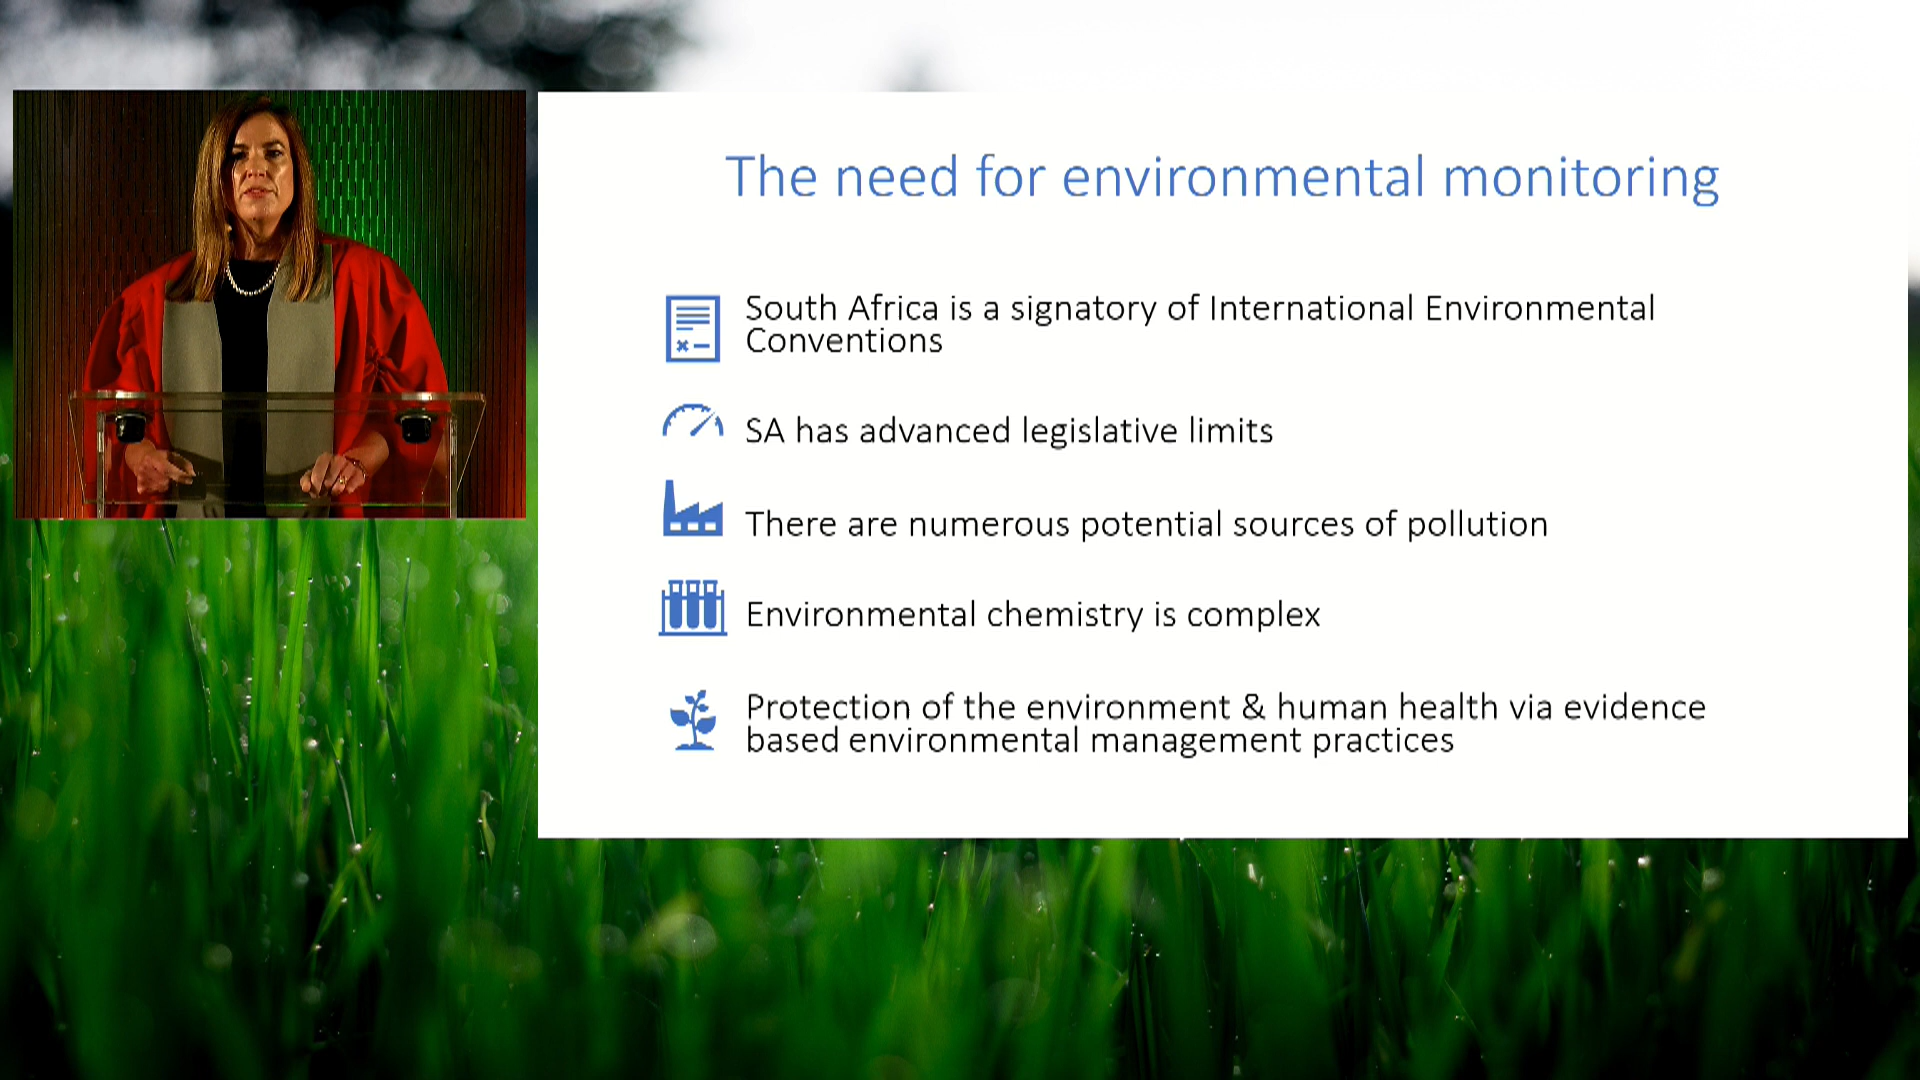 The need for environmental monitoring
South Africa is a signatory of International Environmental
Conventions
SA has advanced legislative limits
There are numerous potential sources of pollution
Environmental chemistry is complex
Protection of the environment & human health via evidence
based environmental management practices